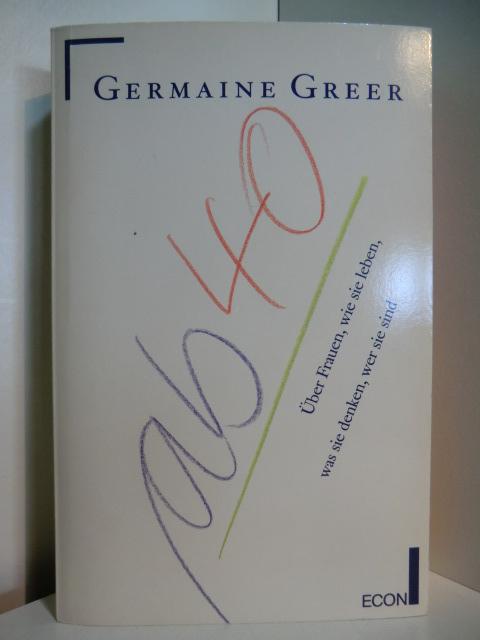 GERMAINE GREER
ab 40
Über Frauen, wie sie leben,
was sie denken, wer sie sind
ECON